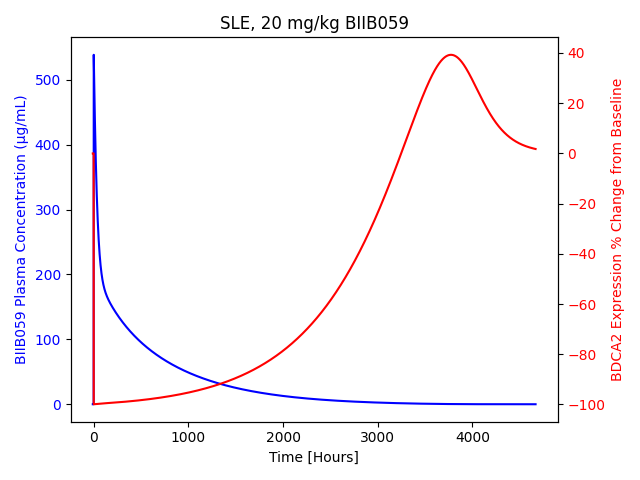 SLE, 20 mg/kg BIIB059
BIIB059 Plasma Concentration (μg/mL)
500
400
300
200
100
0
40
20
0
−20
−40
−60
−80
−100
BDCA2 Expression % Change from Baseline
0 1000 2000 3000 4000
Time [Hours]